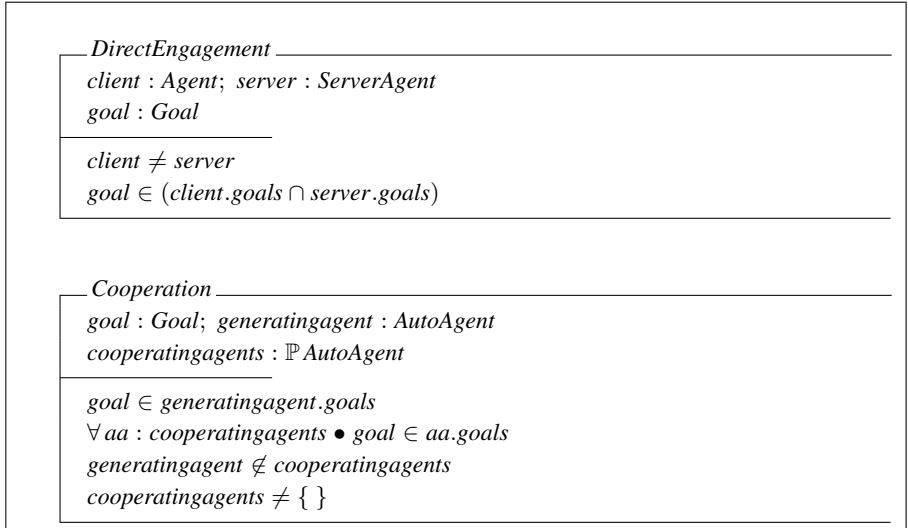 DirectEngagement
client : Agent; server : ServerAgent
goal : Goal
client ≠ server
goal ∈ (client.goals ∩ server.goals)
Cooperation
goal : Goal; generatingagent : AutoAgent
cooperatingagents : ℙ AutoAgent
goal ∈ generatingagent.goals
∀ aa : cooperatingagents • goal ∈ aa.goals
generatingagent ∉ cooperatingagents
cooperatingagents ≠ { }